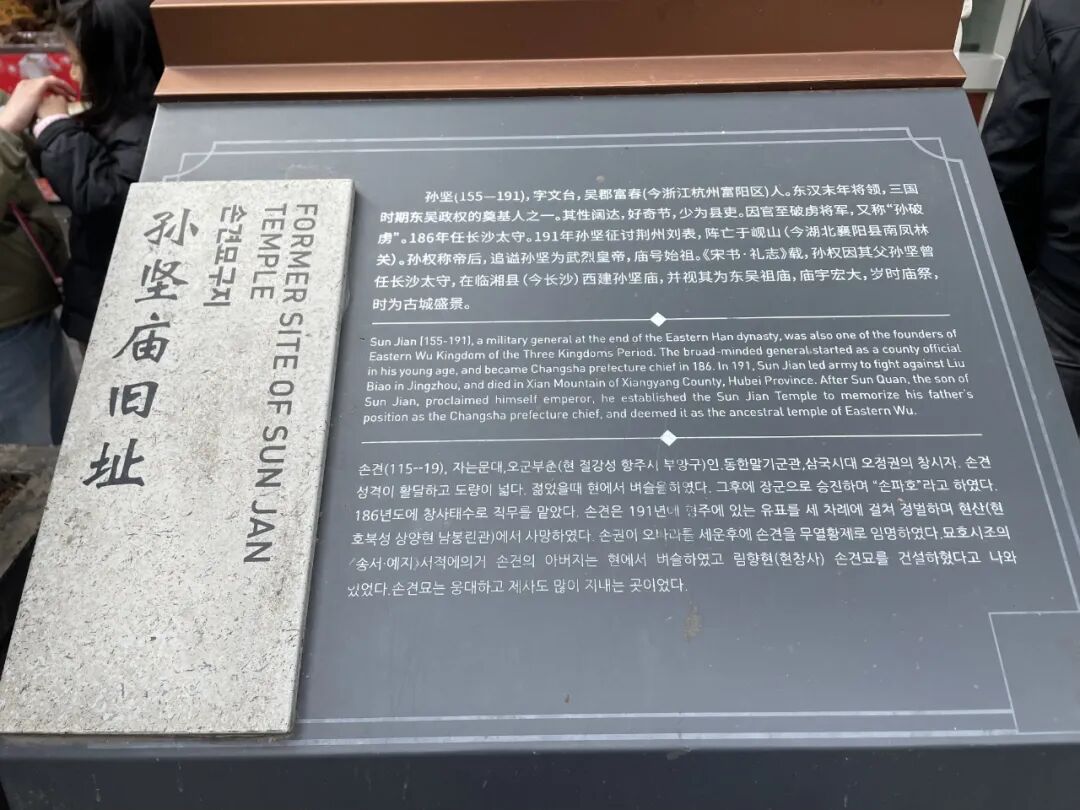 孙坚庙旧址
손견묘구지
FORMER SITE OF SUN JAN
TEMPLE
孙坚(155—191),字文台,吴郡富春(今浙江杭州富阳区)人。东汉末年将领,三国
时期东吴政权的奠基人之一。其性阔达,好奇节,少为县吏。因官至破虏将军,又称“孙破
虏”。186年任长沙太守。191年孙坚征讨荆州刘表,阵亡于岘山(今湖北襄阳县南凤林
关)。孙权称帝后,追谥孙坚为武烈皇帝,庙号始祖。《宋书·礼志》载,孙权因其父孙坚曾
任长沙太守,在临湘县(今长沙)西建孙坚庙,并视其为东吴祖庙,庙宇宏大,岁时庙祭,
时为古城盛景。
Sun Jian (155-191), a military general at the end of the Eastern Han dynasty, was also one of the founders of
Eastern Wu Kingdom of the Three Kingdoms Period. The broad-minded general started as a county official
in his young age, and became Changsha prefecture chief in 186. In 191, Sun Jian led army to fight against Liu
Biao in Jingzhou, and died in Xian Mountain of Xiangyang County, Hubei Province. After Sun Quan, the son of
Sun Jian, proclaimed himself emperor, he established the Sun Jian Temple to memorize his father's
position as the Changsha prefecture chief, and deemed it as the ancestral temple of Eastern Wu.
손견(115--19), 자는문대,오군부춘(현 절강성 항주시 부양구)인.동한말기군관,삼국시대 오정권의 창시자. 손견
성격이 활달하고 도량이 넓다. 젊었을때 현에서 벼슬을하였다. 그후에 장군으로 승진하며 “손파호”라고 하였다.
186년도에 창사태수로 직무를 맡았다. 손견은 191년에 형주에 있는 유표를 세 차례에 걸쳐 정벌하며 현산(현
호북성 상양현 남봉린관)에서 사망하였다. 손권이 오나라를 세운후에 손견을 무열황제로 임명하였다.묘호시조의
《송서·예지》서적에의거 손견의 아버지는 현에서 벼슬하였고 림향현(현창사) 손견묘를 건설하혔다고 나와
있었다.손견묘는 웅대하고 제사도 많이 지내는 곳이었다.